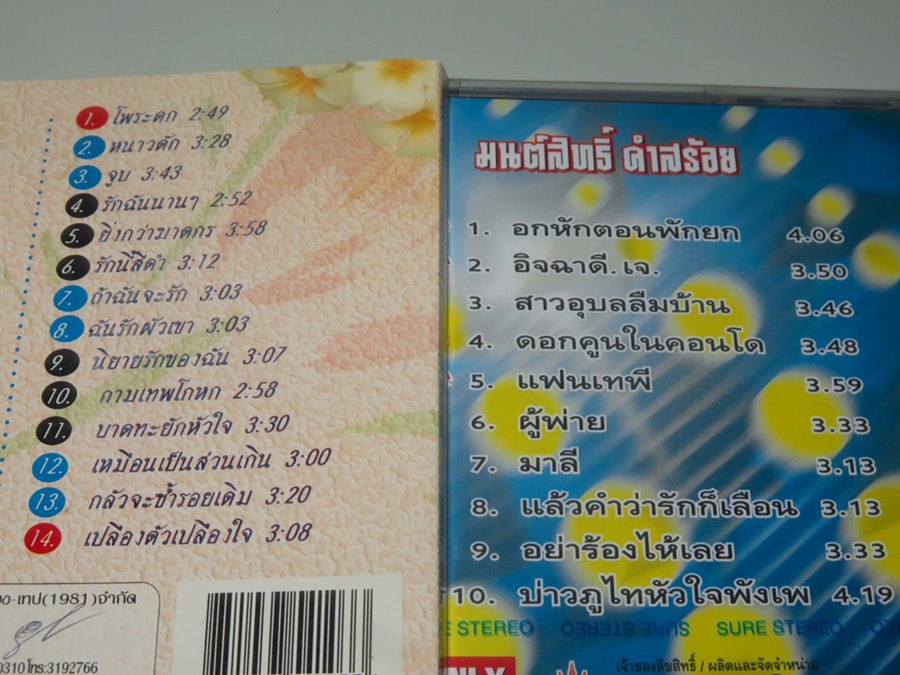 1. โพระดก 2:49
2. หนาวดัก 3:28
3. จูบ 3:43
4. รักฉันนานๆ 2:52
5. ยิ่งกว่ามาตกร 3:58
6. รักนี้สีดำ 3:12
7. ถ้าฉันจะรัก 3:03
8. ฉันรักผัวเขา 3:03
9. นิยายรักของฉัน 3:07
10. กามเทพโกหก 2:58
11. บาดทะยักหัวใจ 3:30
12. เหมือนเป็นส่วนเกิน 3:00
13. กลัวจะซ้ำรอยเดิม 3:20
14. เปลืองตัวเปลืองใจ 3:08
อ-เทป(1981)จำกัด
0310 โทร:3192766
มนต์สิทธิ์ คำสร้อย
1. อกหักตอนพักยก 4.06
2. อิจฉาดี.เจ. 3.50
3. สาวอุบลลืมบ้าน 3.46
4. ดอกคูนในคอนโด 3.48
5. แฟนเทพี 3.59
6. ผู้พ่าย 3.33
7. มาลี 3.13
8. แล้วคำว่ารักก็เลือน 3.13
9. อย่าร้องไห้เลย 3.33
10. บ่าวภูไทหัวใจพังเพ 4.19
E STEREO SURE STEREO SURE STEREO
เจ้าของลิขสิทธิ์ / ผลิตและจัดจำหน่าย